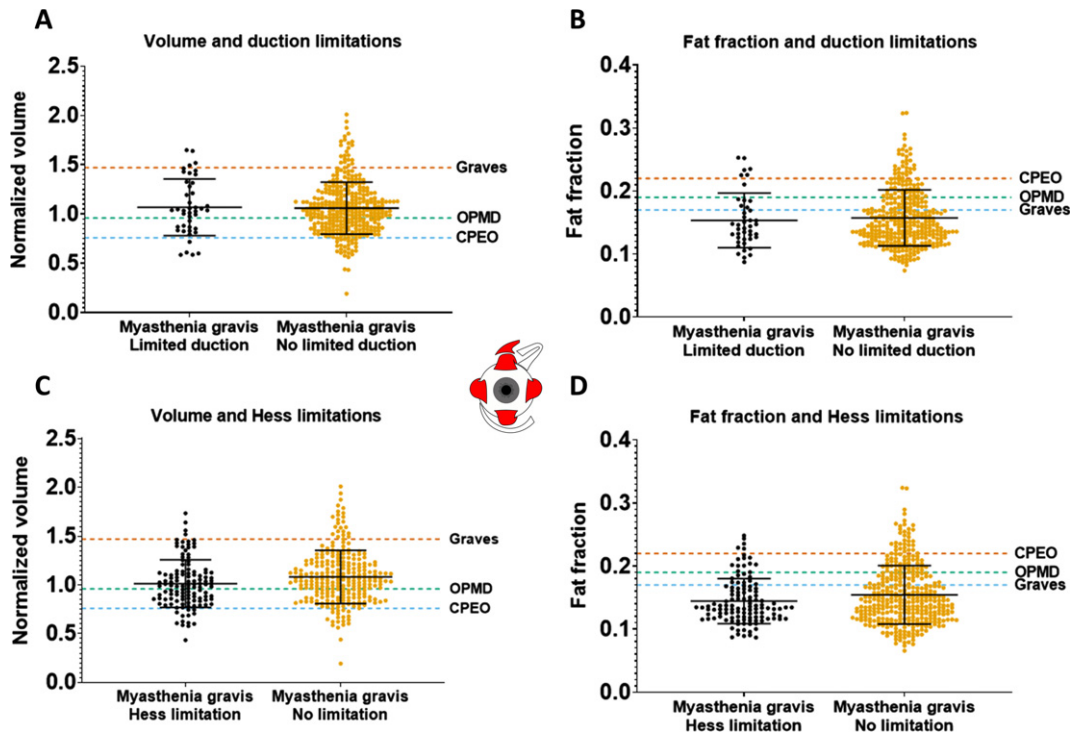 A
Volume and duction limitations
Normalized volume
2.5
2.0
1.5
1.0
0.5
0.0
Graves
OPMD
CPEO
Myasthenia gravis
Limited duction
Myasthenia gravis
No limited duction
B
Fat fraction and duction limitations
Fat fraction
0.4
0.3
0.2
0.1
0.0
CPEO
OPMD
Graves
Myasthenia gravis
Limited duction
Myasthenia gravis
No limited duction
C
Volume and Hess limitations
Normalized volume
2.5
2.0
1.5
1.0
0.5
0.0
Graves
OPMD
CPEO
Myasthenia gravis
Hess limitation
Myasthenia gravis
No limitation
D
Fat fraction and Hess limitations
Fat fraction
0.4
0.3
0.2
0.1
0.0
CPEO
OPMD
Graves
Myasthenia gravis
Hess limitation
Myasthenia gravis
No limitation